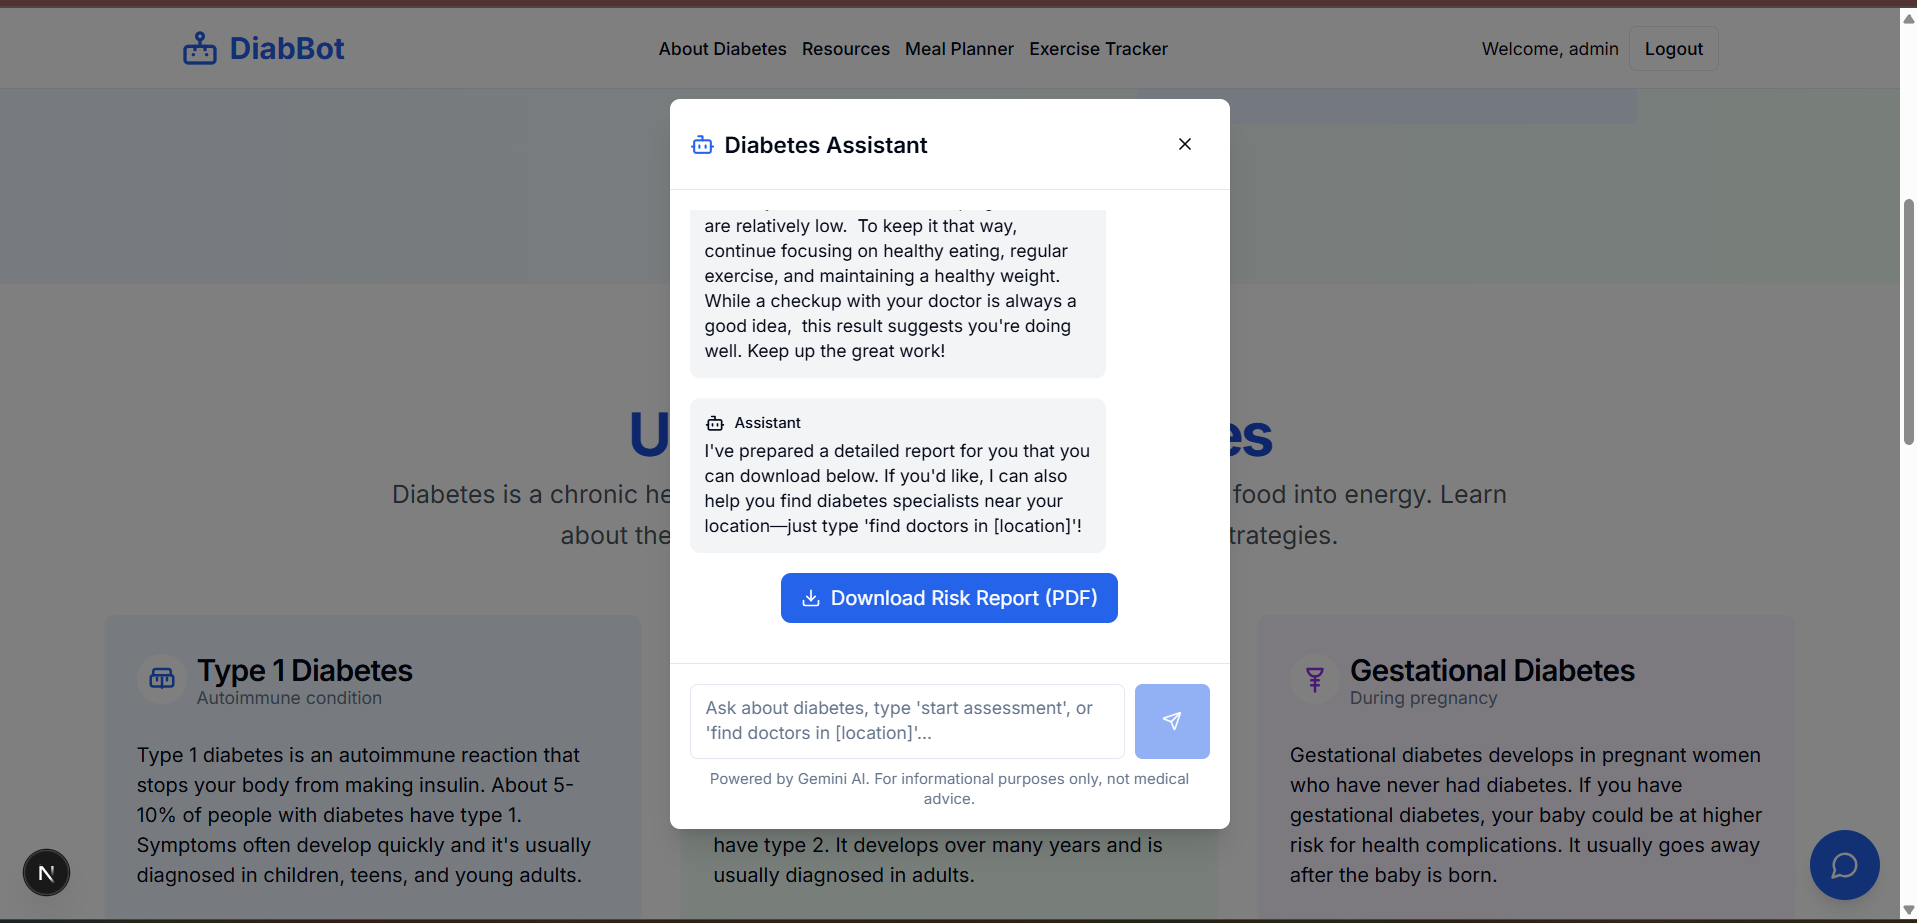 DiabBot
About Diabetes Resources Meal Planner Exercise Tracker
Welcome, admin
Logout
Diabetes Assistant
are relatively low.  To keep it that way,
continue focusing on healthy eating, regular
exercise, and maintaining a healthy weight.
While a checkup with your doctor is always a
good idea,  this result suggests you're doing
well. Keep up the great work!
Assistant
I've prepared a detailed report for you that you
can download below. If you'd like, I can also
help you find diabetes specialists near your
location—just type 'find doctors in [location]'!
Download Risk Report (PDF)
Ask about diabetes, type 'start assessment', or
'find doctors in [location]'...
Powered by Gemini AI. For informational purposes only, not medical
advice.
U es
Diabetes is a chronic he food into energy. Learn
about the trategies.
Type 1 Diabetes
Autoimmune condition
Type 1 diabetes is an autoimmune reaction that
stops your body from making insulin. About 5-
10% of people with diabetes have type 1.
Symptoms often develop quickly and it's usually
diagnosed in children, teens, and young adults.
have type 2. It develops over many years and is
usually diagnosed in adults.
Gestational Diabetes
During pregnancy
Gestational diabetes develops in pregnant women
who have never had diabetes. If you have
gestational diabetes, your baby could be at higher
risk for health complications. It usually goes away
after the baby is born.
N